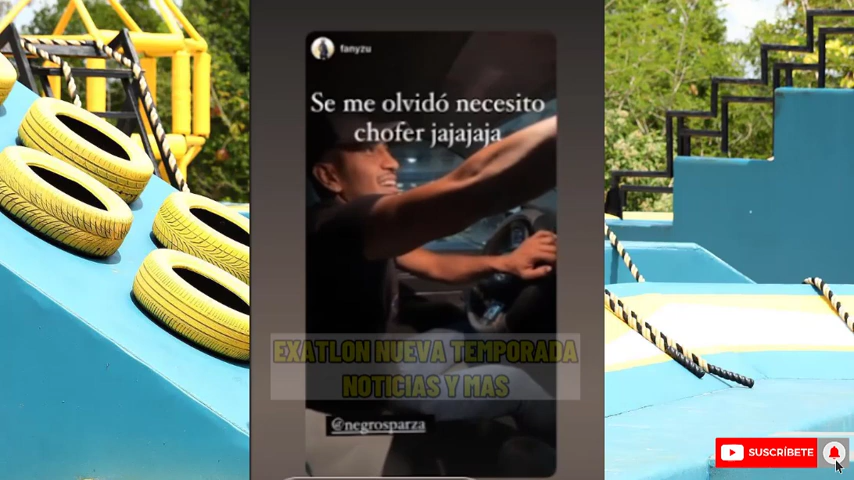 fanyzu
Se me olvidó necesito
chofer jajajaja
EXATLON NUEVA TEMPORADA
NOTICIAS Y MAS
@negrosparza
SUSCRÍBETE